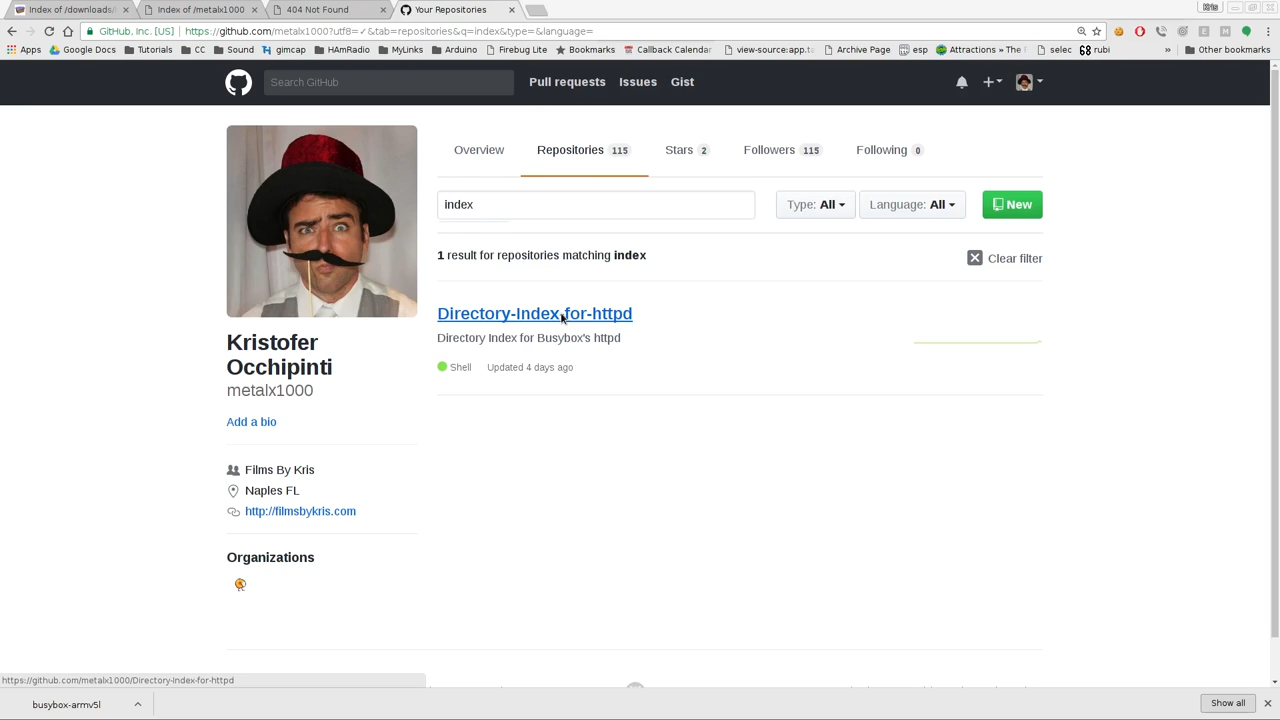 Index of /downloads/
Index of /metalx1000
404 Not Found
Your Repositories
Kris
GitHub, Inc. [US]
https://github.com/metalx1000?utf8=✓&tab=repositories&q=index&type=&language=
Apps
Google Docs
Tutorials
CC
Sound
gimcap
HAmRadio
MyLinks
Arduino
Firebug Lite
Bookmarks
Callback Calendar
view-source:app.t
Archive Page
esp
Attractions » The
selec
68 rubi
»
Other bookmarks
Search GitHub
Pull requests
Issues
Gist
Overview
Repositories 115
Stars 2
Followers 115
Following 0
index
Type: All
Language: All
New
1 result for repositories matching index
Clear filter
Directory-Index-for-httpd
Directory Index for Busybox's httpd
Shell
Updated 4 days ago
Kristofer
Occhipinti
metalx1000
Add a bio
Films By Kris
Naples FL
http://filmsbykris.com
Organizations
https://github.com/metalx1000/Directory-Index-for-httpd
busybox-armv5l
Show all